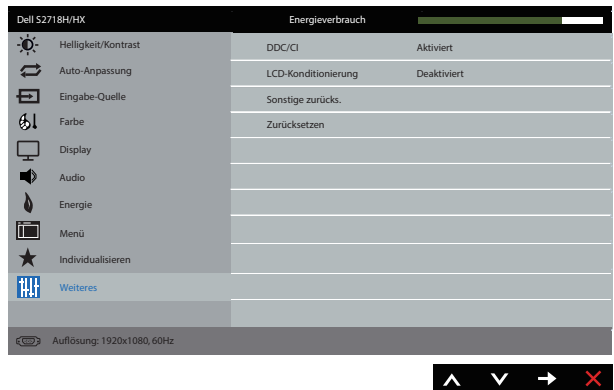 Dell S2718H/HX Energieverbrauch
Helligkeit/Kontrast DDC/CI Aktiviert
Auto-Anpassung LCD-Konditionierung Deaktiviert
Eingabe-Quelle Sonstige zurücks.
Farbe Zurücksetzen
Display
Audio
Energie
Menü
Individualisieren
Weiteres
Auflösung: 1920x1080, 60Hz